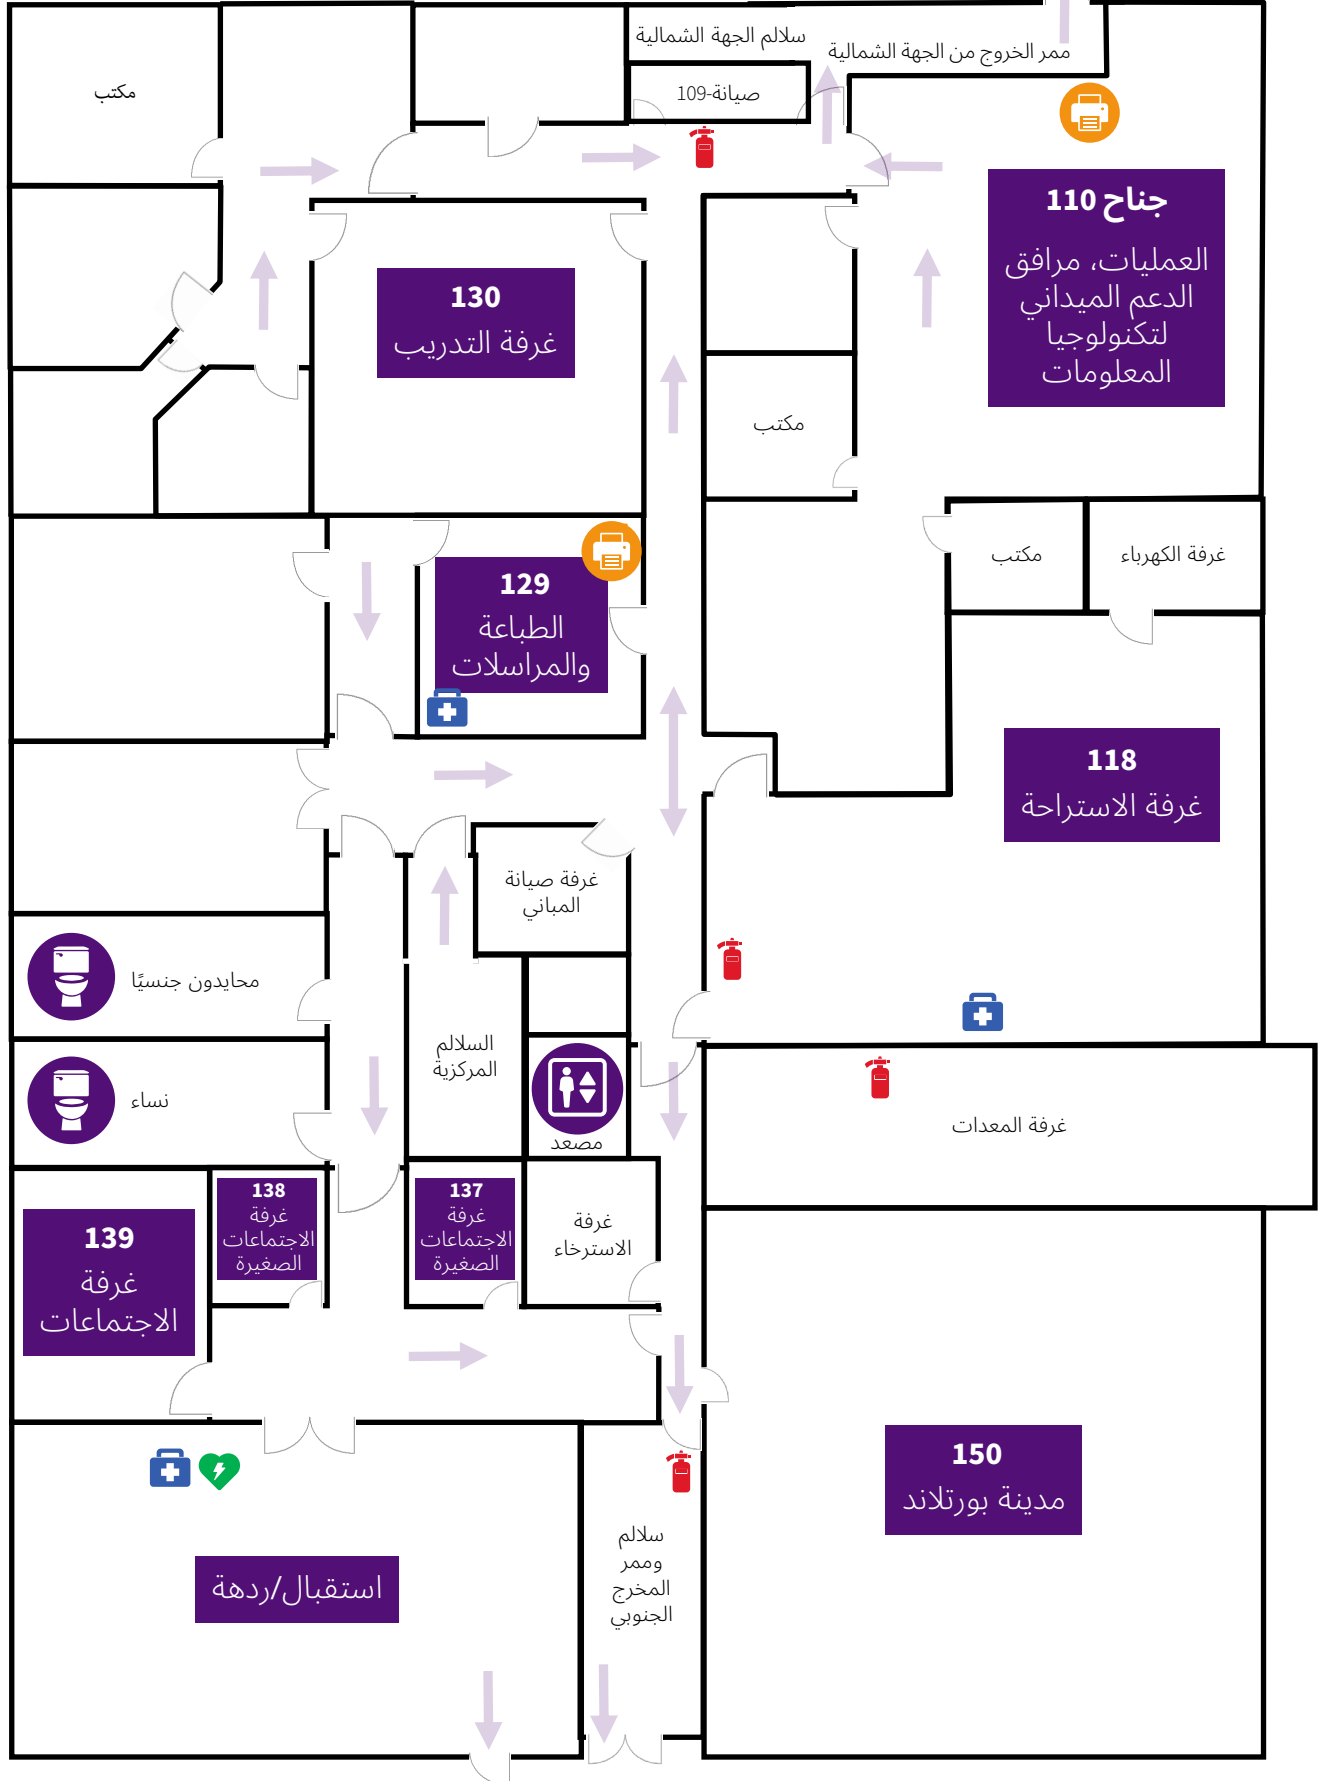 سلالم الجهة الشمالية
ممر الخروج من الجهة الشمالية
مكتب
صيانة-109
جناح 110
العمليات، مرافق
الدعم الميداني
لتكنولوجيا
المعلومات
130
غرفة التدريب
مكتب
مكتب
غرفة الكهرباء
129
الطباعة
والمراسلات
118
غرفة الاستراحة
غرفة صيانة
المباني
محايدون جنسيًا
السلالم
المركزية
نساء
مصعد
غرفة المعدات
139
غرفة
الاجتماعات
138
غرفة
الاجتماعات
الصغيرة
137
غرفة
الاجتماعات
الصغيرة
غرفة
الاسترخاء
150
مدينة بورتلاند
سلالم
وممر
المخرج
الجنوبي
استقبال/ردهة